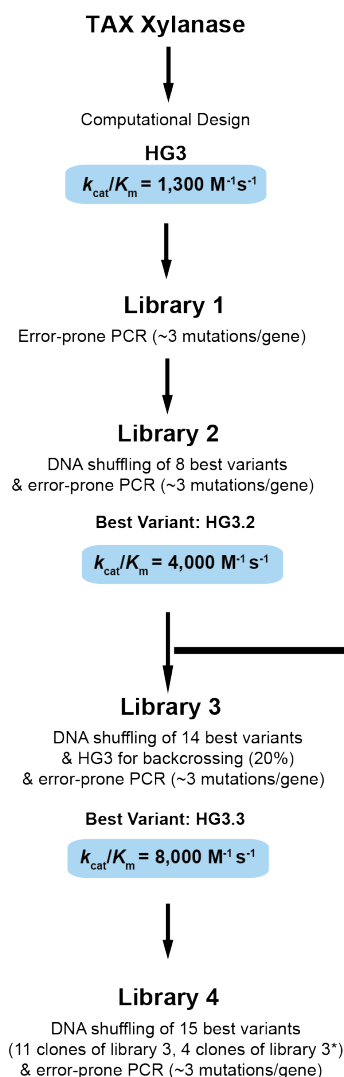 TAX Xylanase
Computational Design
HG3
kcat/Km = 1,300 M-1s-1
Library 1
Error-prone PCR (~3 mutations/gene)
Library 2
DNA shuffling of 8 best variants
& error-prone PCR (~3 mutations/gene)
Best Variant: HG3.2
kcat/Km = 4,000 M-1 s-1
Library 3
DNA shuffling of 14 best variants
& HG3 for backcrossing (20%)
& error-prone PCR (~3 mutations/gene)
Best Variant: HG3.3
kcat/Km = 8,000 M-1 s-1
Library 4
DNA shuffling of 15 best variants
(11 clones of library 3, 4 clones of library 3*)
& error-prone PCR (~3 mutations/gene)